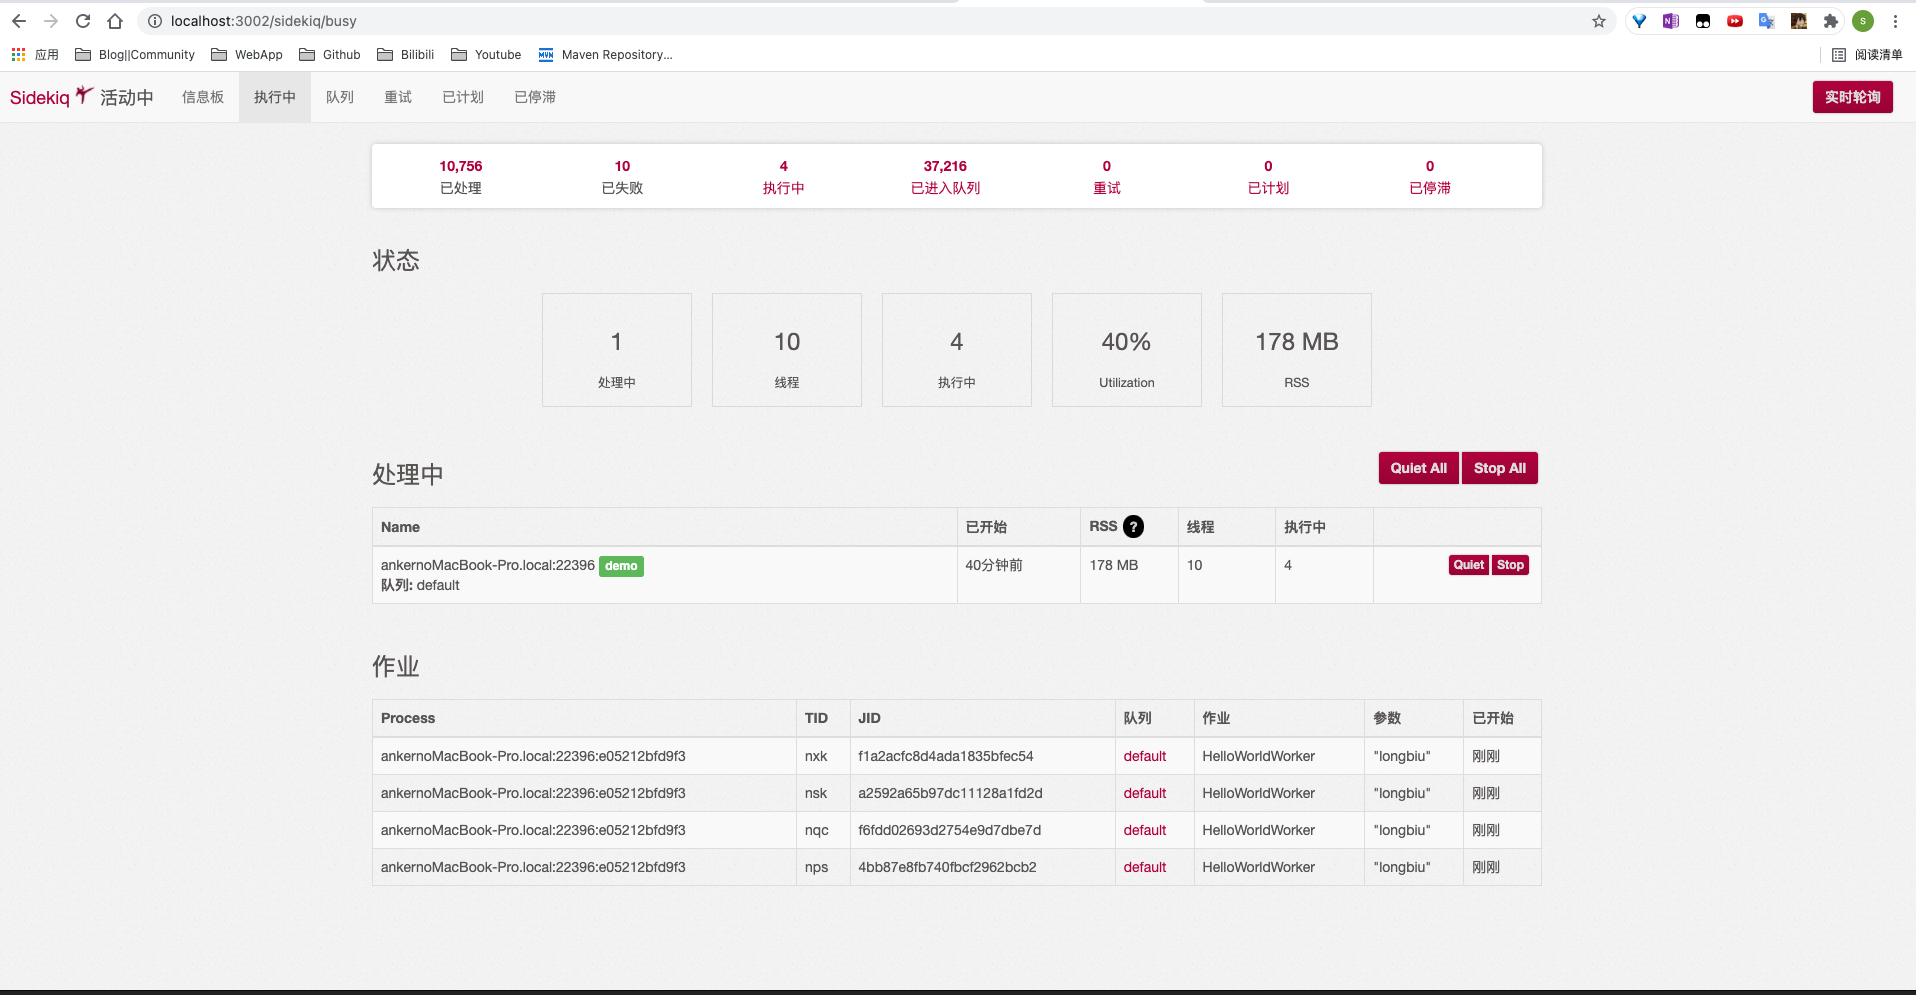 localhost:3002/sidekiq/busy
S
应用 Blog||Community WebApp Github Bilibili Youtube MVN Maven Repository... 阅读清单
Sidekiq 活动中 信息板 执行中 队列 重试 已计划 已停滞 实时轮询
10,756 10 4 37,216 0 0 0
已处理 已失败 执行中 已进入队列 重试 已计划 已停滞
状态
1 10 4 40% 178 MB
处理中 线程 执行中 Utilization RSS
处理中 Quiet All Stop All
Name 已开始 RSS ? 线程 执行中
ankernoMacBook-Pro.local:22396 demo 40分钟前 178 MB 10 4 Quiet Stop
队列: default
作业
Process TID JID 队列 作业 参数 已开始
ankernoMacBook-Pro.local:22396:e05212bfd9f3 nxk f1a2acfc8d4ada1835bfec54 default HelloWorldWorker "longbiu" 刚刚
ankernoMacBook-Pro.local:22396:e05212bfd9f3 nsk a2592a65b97dc11128a1fd2d default HelloWorldWorker "longbiu" 刚刚
ankernoMacBook-Pro.local:22396:e05212bfd9f3 nqc f6fdd02693d2754e9d7dbe7d default HelloWorldWorker "longbiu" 刚刚
ankernoMacBook-Pro.local:22396:e05212bfd9f3 nps 4bb87e8fb740fbcf2962bcb2 default HelloWorldWorker "longbiu" 刚刚